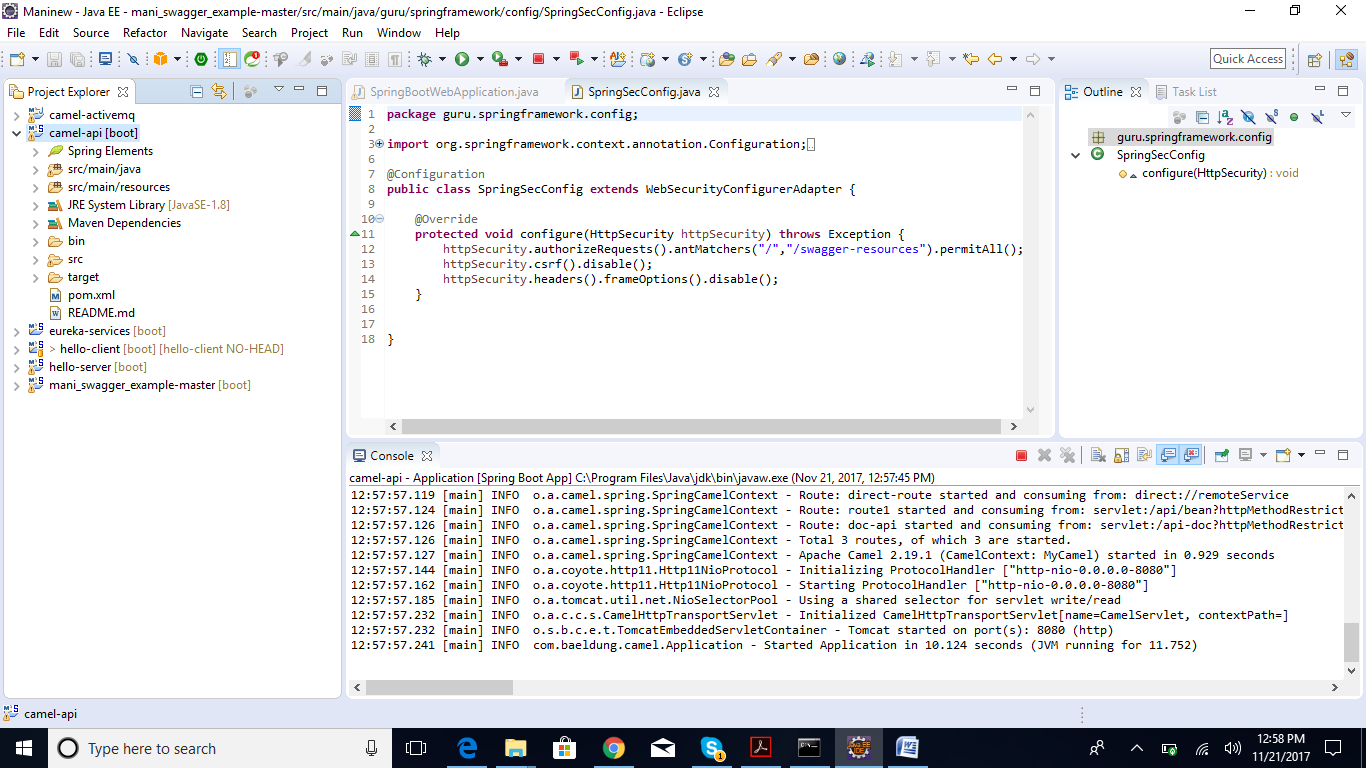 Maninew - Java EE - mani_swagger_example-master/src/main/java/guru/springframework/config/SpringSecConfig.java - Eclipse
File Edit Source Refactor Navigate Search Project Run Window Help
Quick Access
Project Explorer
camel-activemq
camel-api [boot]
Spring Elements
src/main/java
src/main/resources
JRE System Library [JavaSE-1.8]
Maven Dependencies
bin
src
target
pom.xml
README.md
eureka-services [boot]
> hello-client [boot] [hello-client NO-HEAD]
hello-server [boot]
mani_swagger_example-master [boot]
SpringBootWebApplication.java
SpringSecConfig.java
1 package guru.springframework.config;
2
3 import org.springframework.context.annotation.Configuration;
6
7 @Configuration
8 public class SpringSecConfig extends WebSecurityConfigurerAdapter {
9
10 @Override
11 protected void configure(HttpSecurity httpSecurity) throws Exception {
12 httpSecurity.authorizeRequests().antMatchers("/","/swagger-resources").permitAll();
13 httpSecurity.csrf().disable();
14 httpSecurity.headers().frameOptions().disable();
15 }
16
17
18 }
Outline
Task List
guru.springframework.config
SpringSecConfig
configure(HttpSecurity) : void
Console
camel-api - Application [Spring Boot App] C:\Program Files\Java\jdk\bin\javaw.exe (Nov 21, 2017, 12:57:45 PM)
12:57:57.119 [main] INFO o.a.camel.spring.SpringCamelContext - Route: direct-route started and consuming from: direct://remoteService
12:57:57.124 [main] INFO o.a.camel.spring.SpringCamelContext - Route: route1 started and consuming from: servlet:/api/bean?httpMethodRestrict
12:57:57.126 [main] INFO o.a.camel.spring.SpringCamelContext - Route: doc-api started and consuming from: servlet:/api-doc?httpMethodRestrict
12:57:57.126 [main] INFO o.a.camel.spring.SpringCamelContext - Total 3 routes, of which 3 are started.
12:57:57.127 [main] INFO o.a.camel.spring.SpringCamelContext - Apache Camel 2.19.1 (CamelContext: MyCamel) started in 0.929 seconds
12:57:57.144 [main] INFO o.a.coyote.http11.Http11NioProtocol - Initializing ProtocolHandler ["http-nio-0.0.0.0-8080"]
12:57:57.162 [main] INFO o.a.coyote.http11.Http11NioProtocol - Starting ProtocolHandler ["http-nio-0.0.0.0-8080"]
12:57:57.185 [main] INFO o.a.tomcat.util.net.NioSelectorPool - Using a shared selector for servlet write/read
12:57:57.232 [main] INFO o.a.c.c.s.CamelHttpTransportServlet - Initialized CamelHttpTransportServlet[name=CamelServlet, contextPath=]
12:57:57.232 [main] INFO o.s.b.c.e.t.TomcatEmbeddedServletContainer - Tomcat started on port(s): 8080 (http)
12:57:57.241 [main] INFO com.baeldung.camel.Application - Started Application in 10.124 seconds (JVM running for 11.752)
camel-api
Type here to search
12:58 PM
11/21/2017